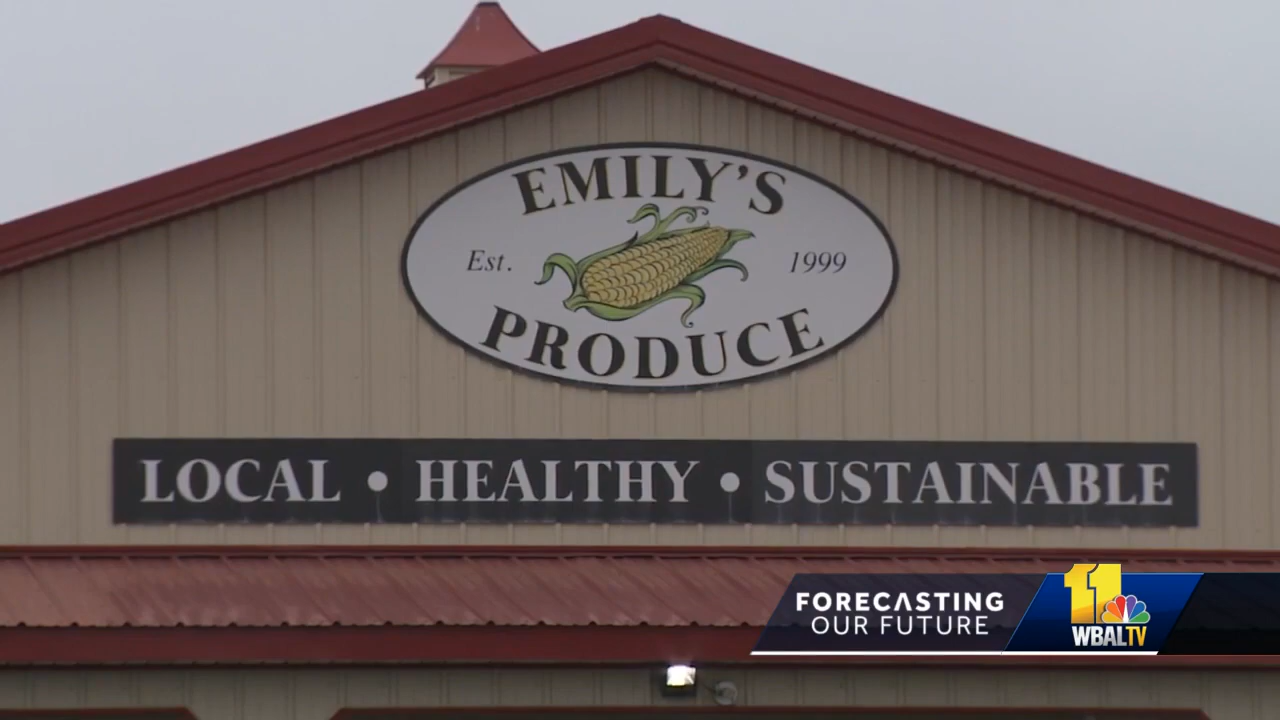 EMILY'S
Est. 1999
PRODUCE
LOCAL • HEALTHY • SUSTAINABLE
FORECASTING
OUR FUTURE
11
WBALTV